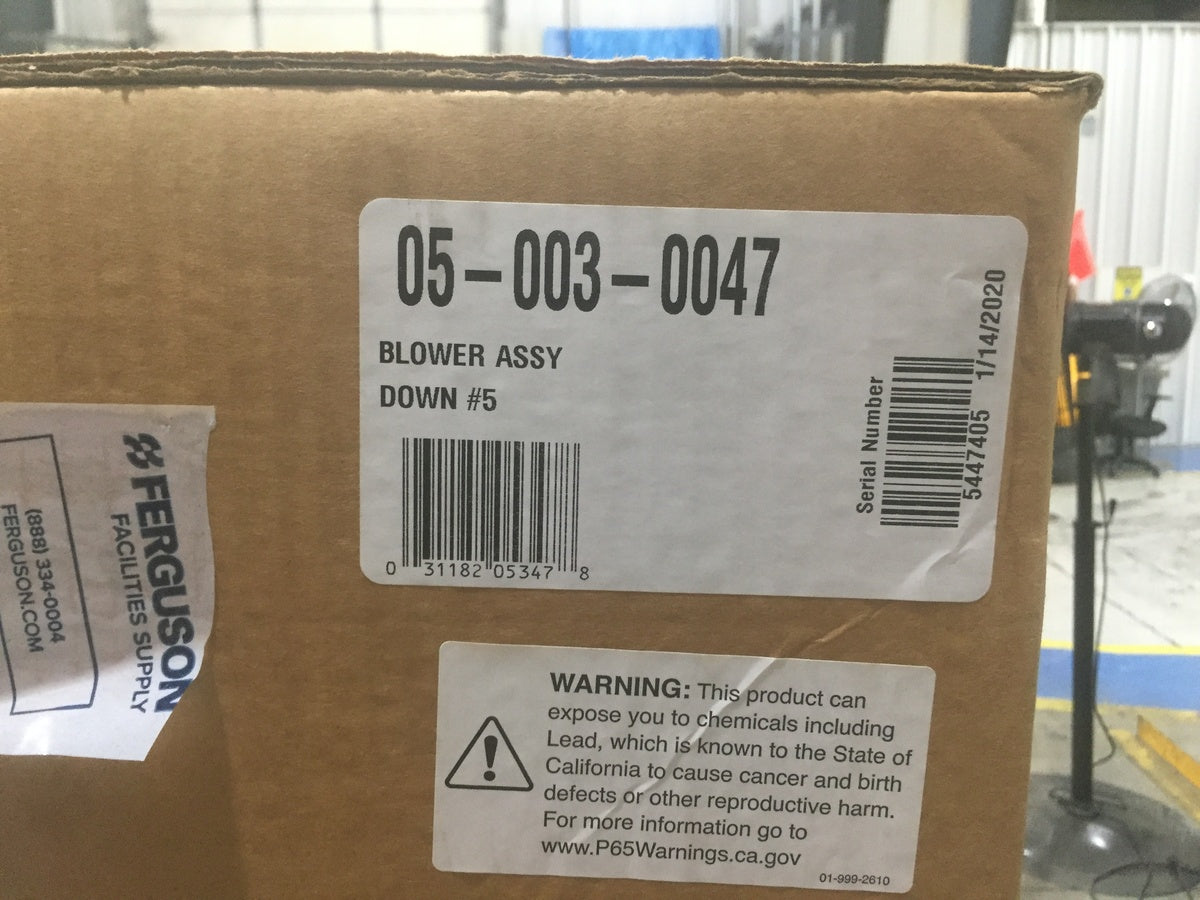 05-003-0047
BLOWER ASSY
DOWN #5
0 31182 05347 8
Serial Number
5447405
1/14/2020
FERGUSON
FACILITIES SUPPLY
(888) 334-0004
FERGUSON.COM
WARNING: This product can
expose you to chemicals including
Lead, which is known to the State of
California to cause cancer and birth
defects or other reproductive harm.
For more information go to
www.P65Warnings.ca.gov
01-999-2610